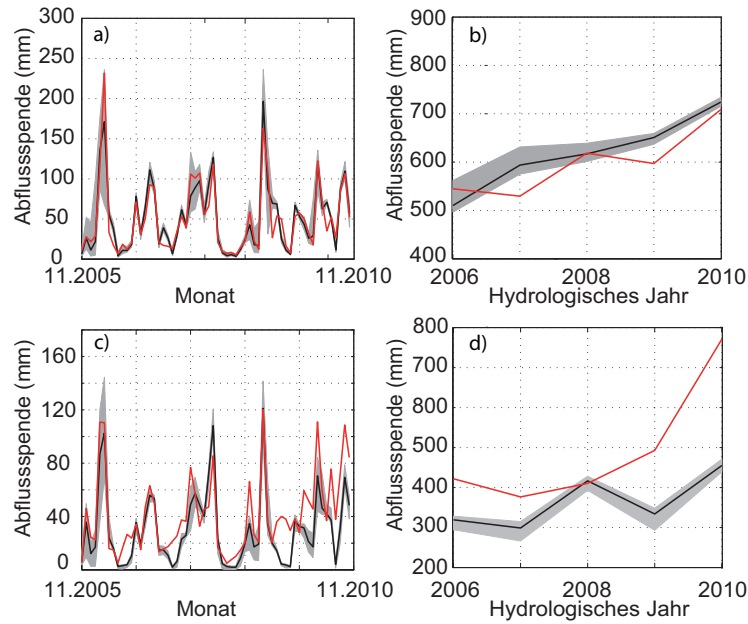 a)
Abflussspende (mm)
300
250
200
150
100
50
0
11.2005
11.2010
Monat
b)
Abflussspende (mm)
900
800
700
600
500
400
2006
2008
2010
Hydrologisches Jahr
c)
Abflussspende (mm)
160
120
80
40
0
11.2005
11.2010
Monat
d)
Abflussspende (mm)
800
800
500
400
300
200
2006
2008
2010
Hydrologisches Jahr